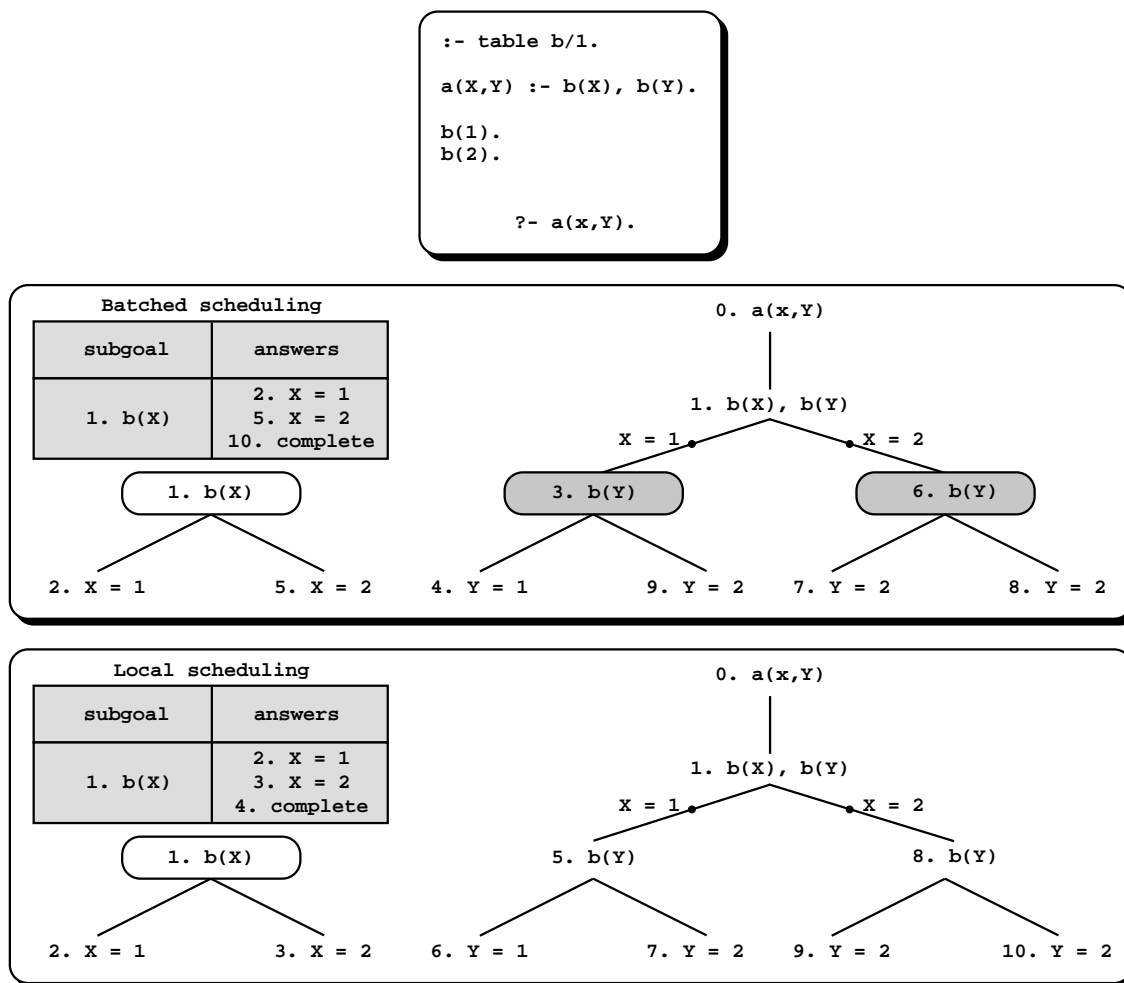 :- table b/1.
a(X,Y) :- b(X), b(Y).
b(1).
b(2).
?- a(x,Y).
Batched scheduling
subgoal answers
1. b(X)
2. X = 1
5. X = 2
10. complete
1. b(X)
2. X = 1 5. X = 2
0. a(x,Y)
1. b(X), b(Y)
X = 1 X = 2
3. b(Y) 6. b(Y)
4. Y = 1 9. Y = 2 7. Y = 2 8. Y = 2
Local scheduling
subgoal answers
1. b(X)
2. X = 1
3. X = 2
4. complete
1. b(X)
2. X = 1 3. X = 2
0. a(x,Y)
1. b(X), b(Y)
X = 1 X = 2
5. b(Y) 8. b(Y)
6. Y = 1 7. Y = 2 9. Y = 2 10. Y = 2